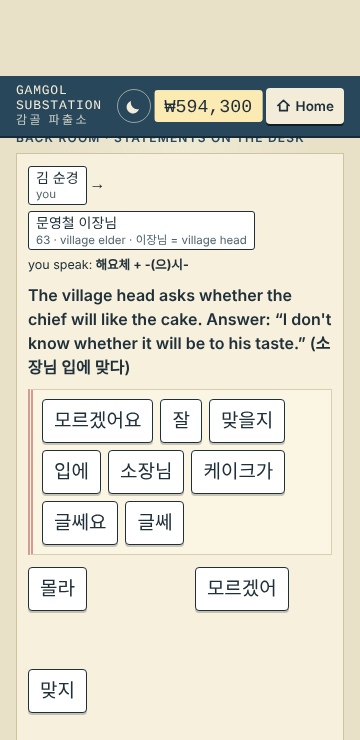 GAMGOL
SUBSTATION
감골 파출소
₩594,300
Home
BACK ROOM · STATEMENTS ON THE DESK
김 순경
you
→
문영철 이장님
63 · village elder · 이장님 = village head
you speak: 해요체 + -(으)시-
The village head asks whether the
chief will like the cake. Answer: “I don't
know whether it will be to his taste.” (소
장님 입에 맞다)
모르겠어요 잘 맞을지
입에 소장님 케이크가
글쎄요 글쎄
몰라 모르겠어
맞지